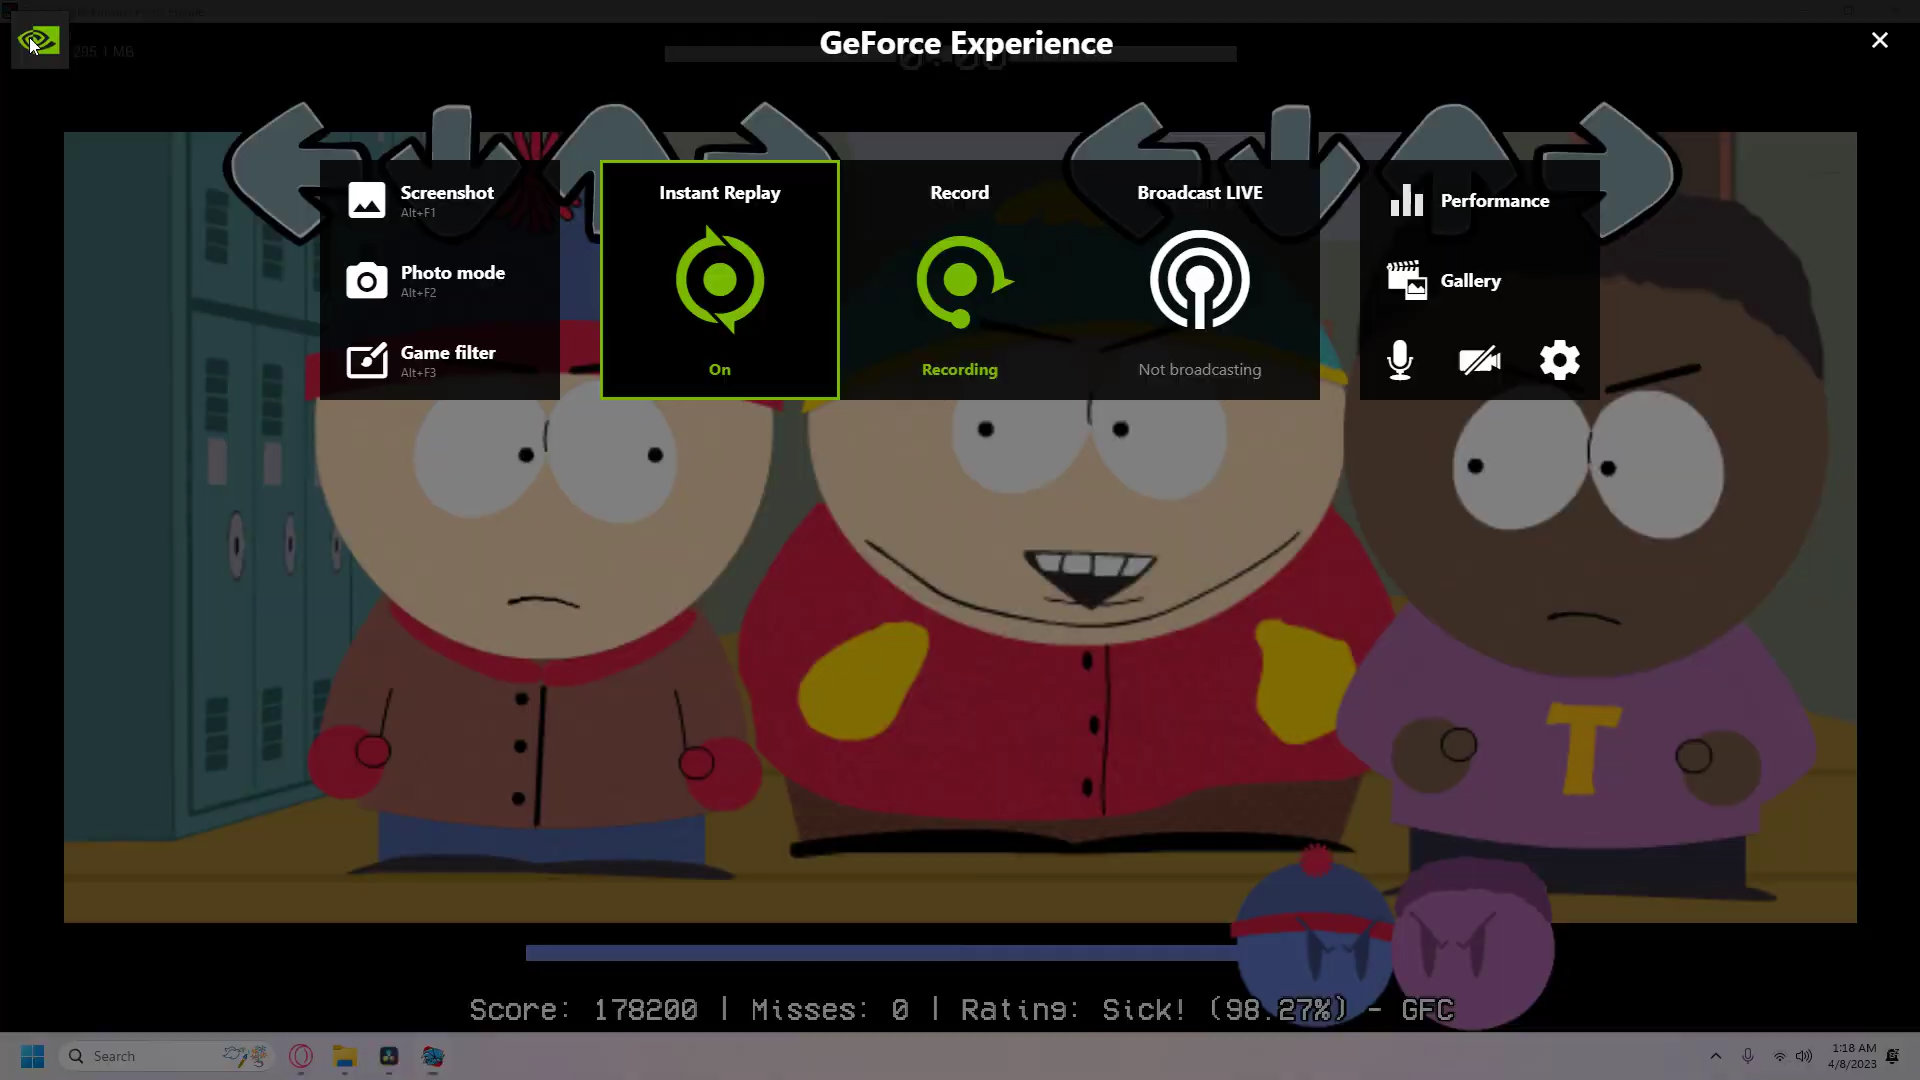 GeForce Experience
Screenshot
Alt+F1
Photo mode
Alt+F2
Game filter
Alt+F3
Instant Replay
On
Record
Recording
Broadcast LIVE
Not broadcasting
Performance
Gallery
T
Score: 178200 | Misses: 0 | Rating: Sick! (98.27%) - GFC
Search
1:18 AM
4/8/2023